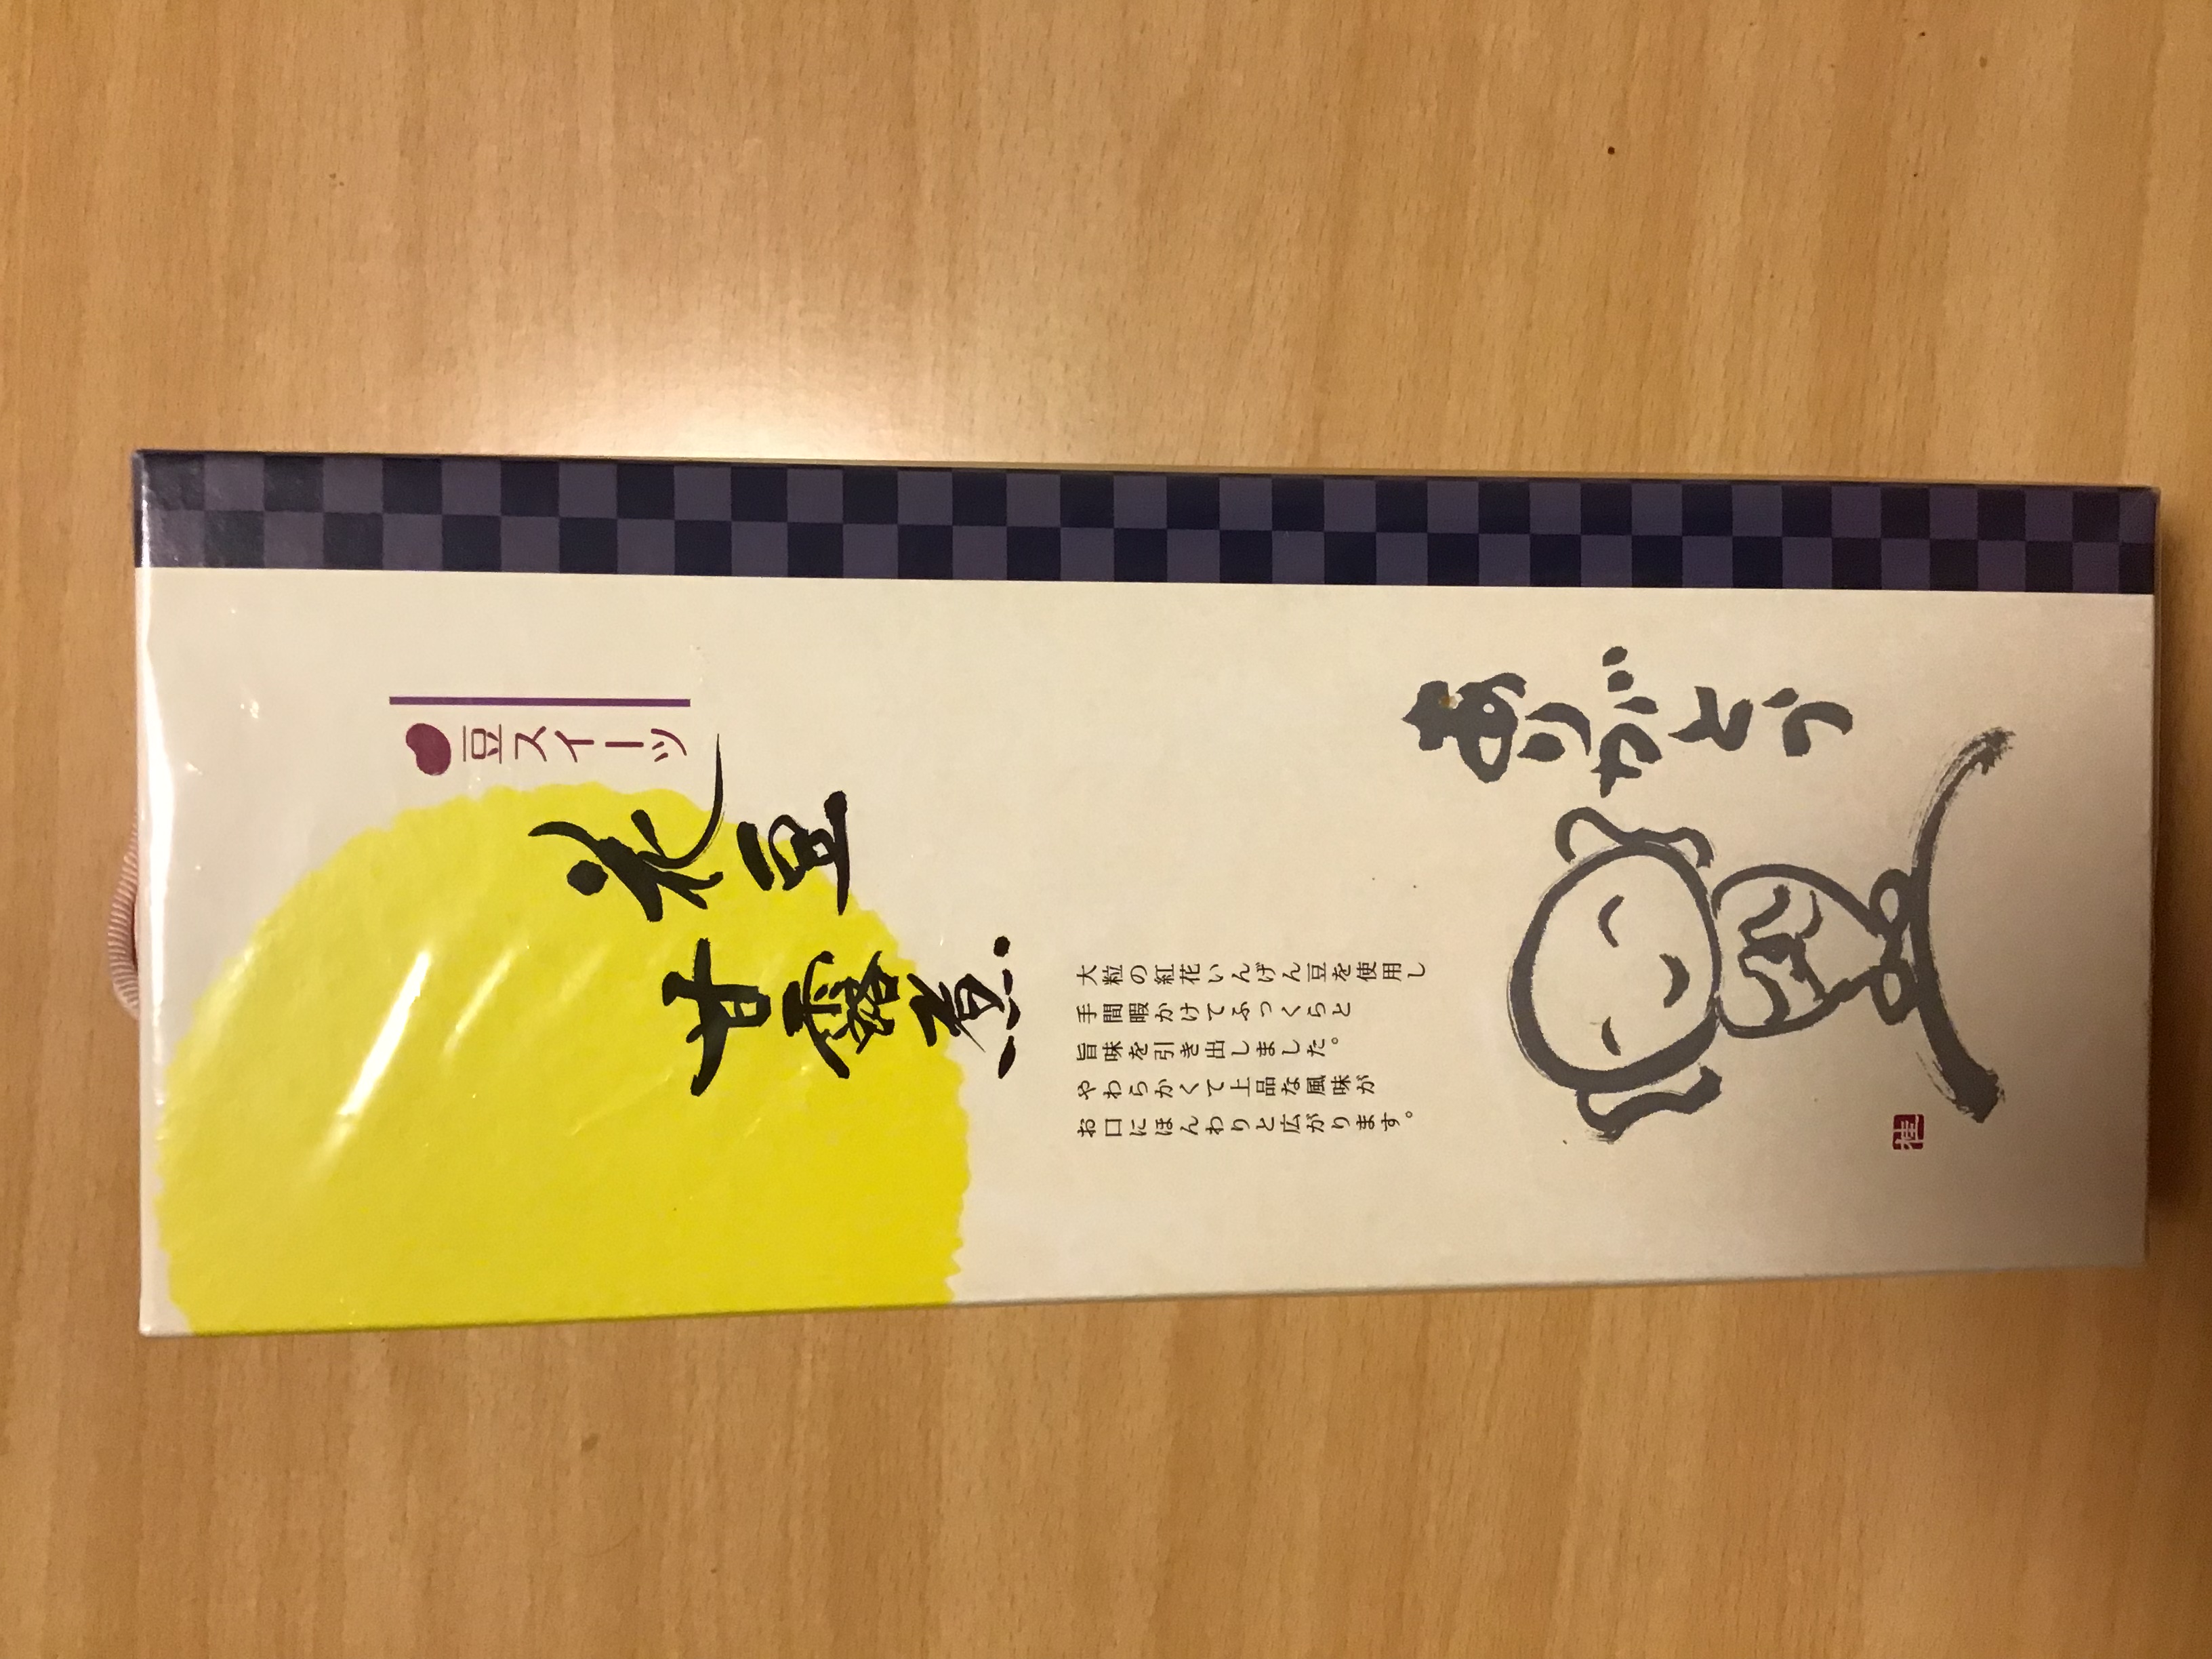 豆スイーツ
花豆
甘露煮
大粒の紅花いんげん豆を使用し
手間暇かけてふっくらと
旨味を引き出しました。
やわらかくて上品な風味が
お口にほんわりと広がります。
ありがとう
桂